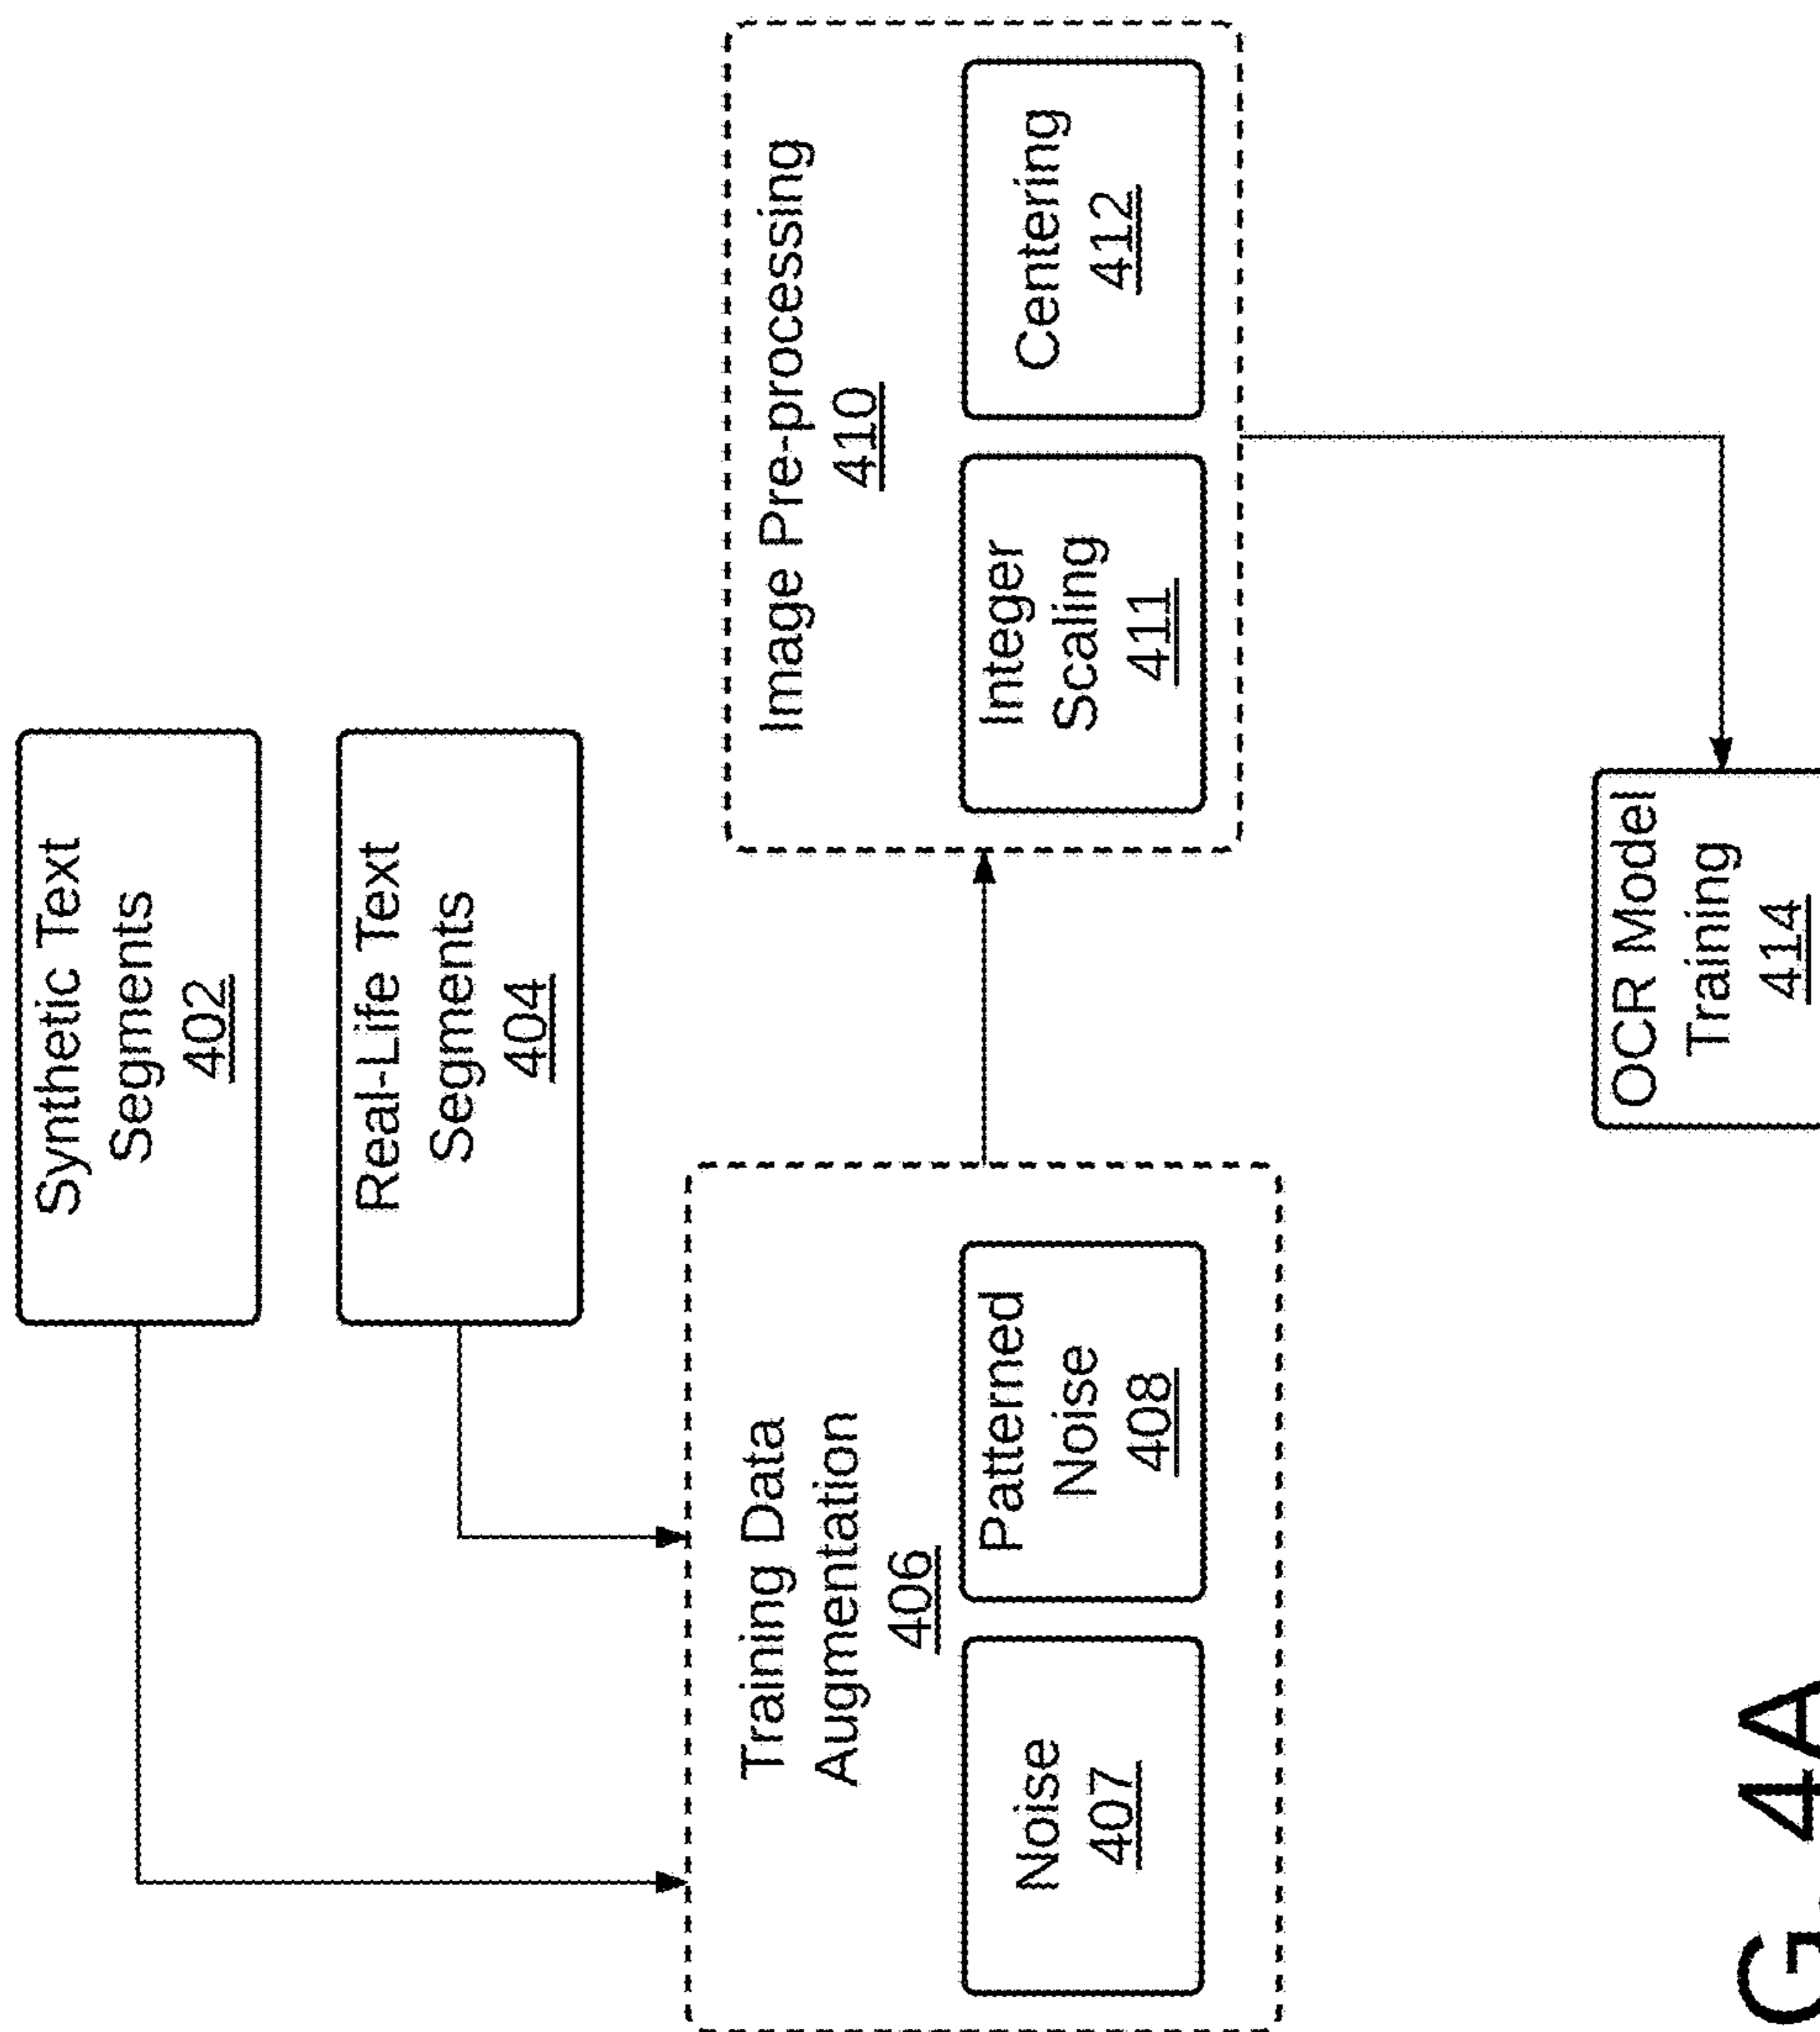 Synthetic Text
Segments
402
Real-Life Text
Segments
404
Training Data
Augmentation
406
Noise
407
Patterned
Noise
408
Image Pre-processing
410
Integer
Scaling
411
Centering
412
OCR Model
Training
414
G. 4A